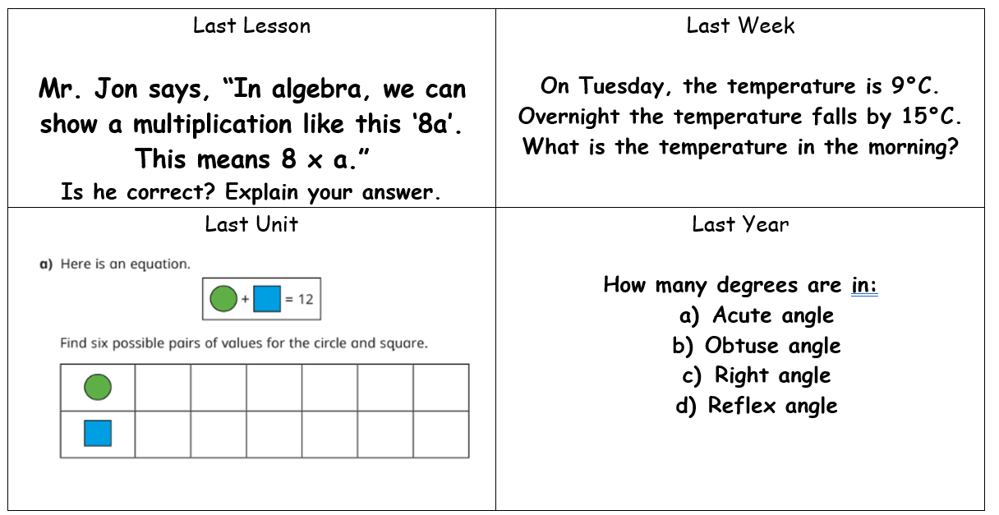 Last Lesson
Mr. Jon says, “In algebra, we can
show a multiplication like this ‘8a’.
This means 8 x a.”
Is he correct? Explain your answer.
Last Week
On Tuesday, the temperature is 9°C.
Overnight the temperature falls by 15°C.
What is the temperature in the morning?
Last Unit
a) Here is an equation.
+ = 12
Find six possible pairs of values for the circle and square.
Last Year
How many degrees are in:
a) Acute angle
b) Obtuse angle
c) Right angle
d) Reflex angle